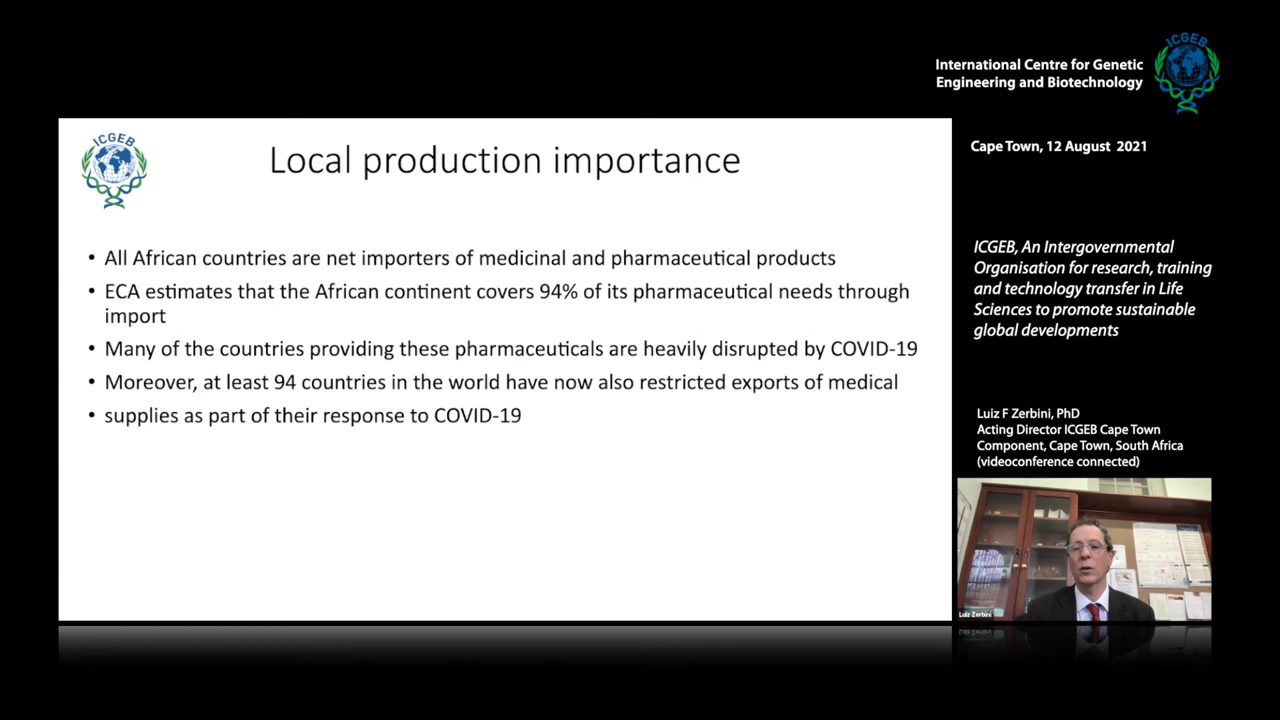 ICGEB
International Centre for Genetic
Engineering and Biotechnology
Cape Town, 12 August 2021
ICGEB
Local production importance
• All African countries are net importers of medicinal and pharmaceutical products
• ECA estimates that the African continent covers 94% of its pharmaceutical needs through
import
• Many of the countries providing these pharmaceuticals are heavily disrupted by COVID-19
• Moreover, at least 94 countries in the world have now also restricted exports of medical
• supplies as part of their response to COVID-19
ICGEB, An Intergovernmental
Organisation for research, training
and technology transfer in Life
Sciences to promote sustainable
global developments
Luiz F Zerbini, PhD
Acting Director ICGEB Cape Town
Component, Cape Town, South Africa
(videoconference connected)
Luiz Zerbini